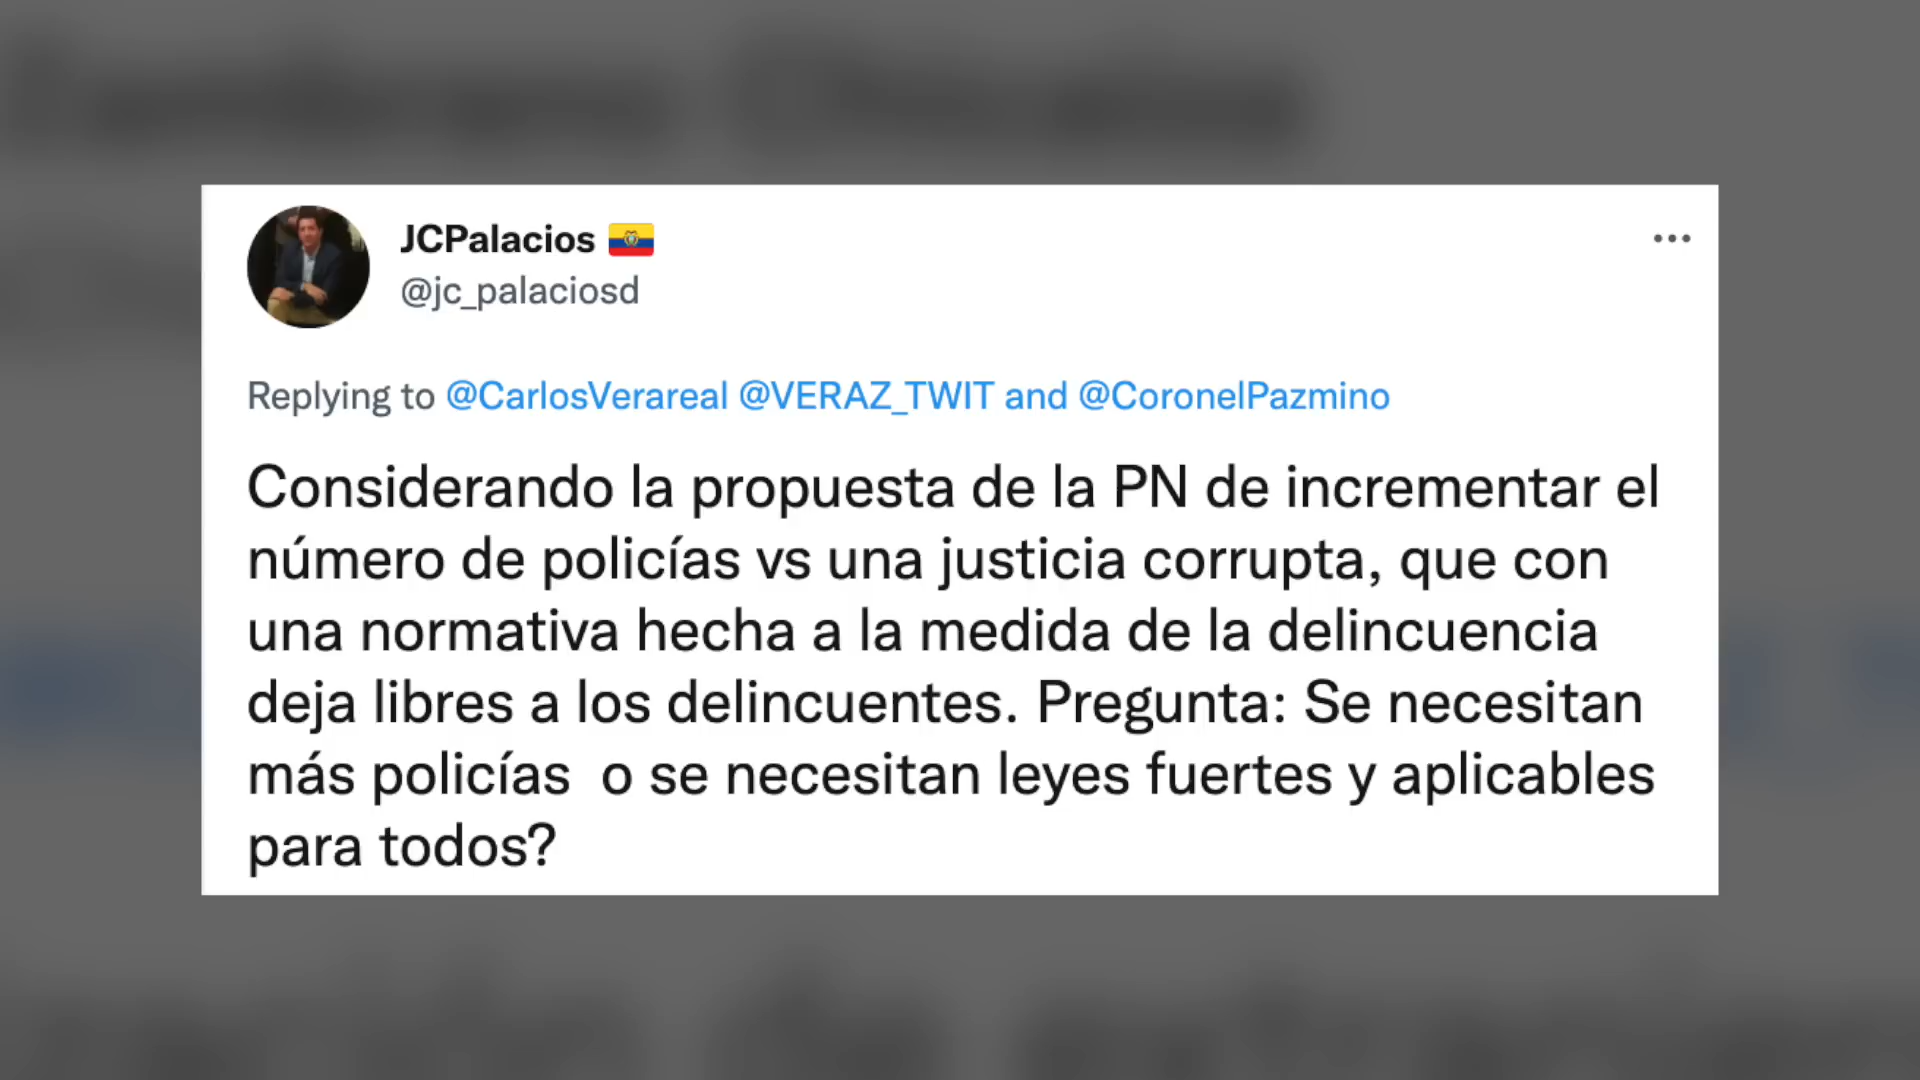 JCPalacios
@jc_palaciosd
Replying to @CarlosVerareal @VERAZ_TWIT and @CoronelPazmino
Considerando la propuesta de la PN de incrementar el
número de policías vs una justicia corrupta, que con
una normativa hecha a la medida de la delincuencia
deja libres a los delincuentes. Pregunta: Se necesitan
más policías  o se necesitan leyes fuertes y aplicables
para todos?